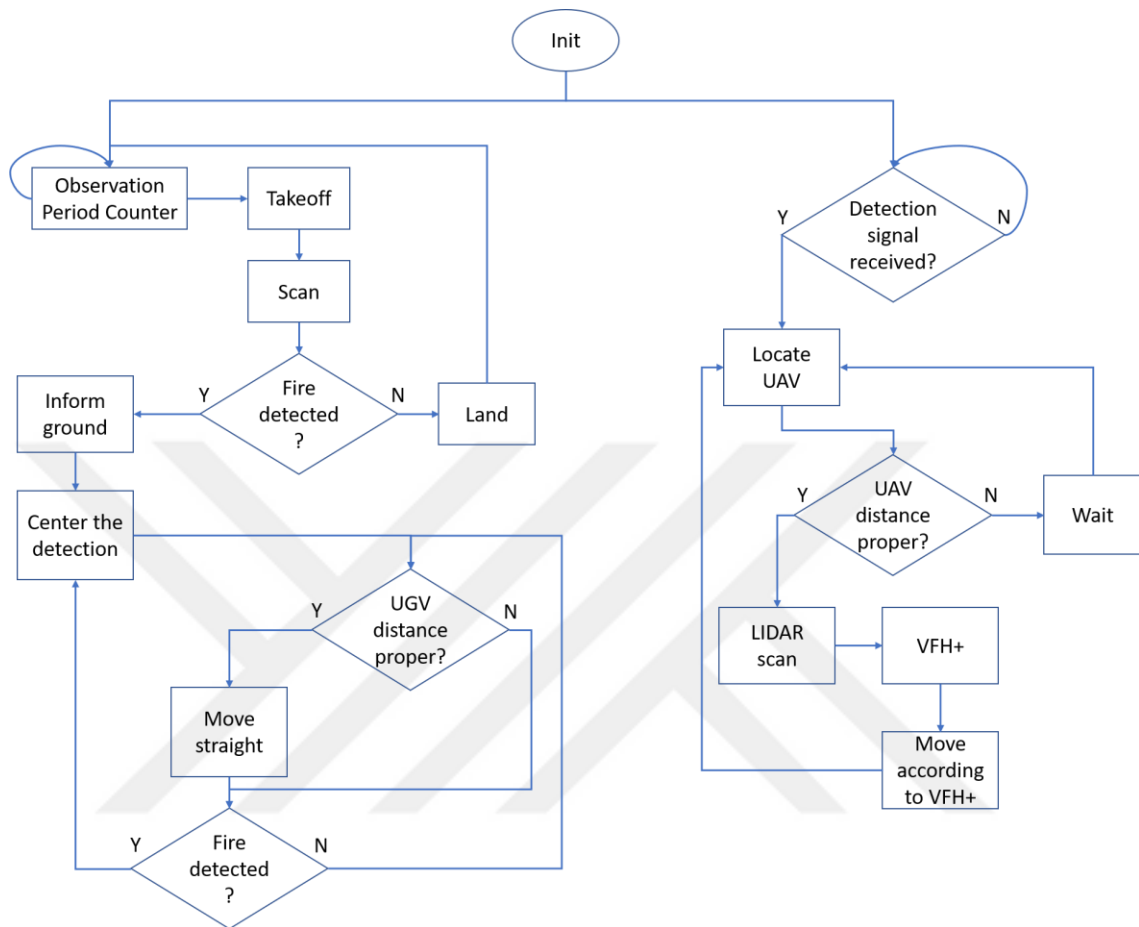 Init
Observation
Period Counter
Takeoff
Scan
Fire
detected
?
Y
N
Inform
ground
Land
Center the
detection
UGV
distance
proper?
Y
N
Move
straight
Fire
detected
?
Y
N
Detection
signal
received?
Y
N
Locate
UAV
UAV
distance
proper?
Y
N
Wait
LIDAR
scan
VFH+
Move
according
to VFH+